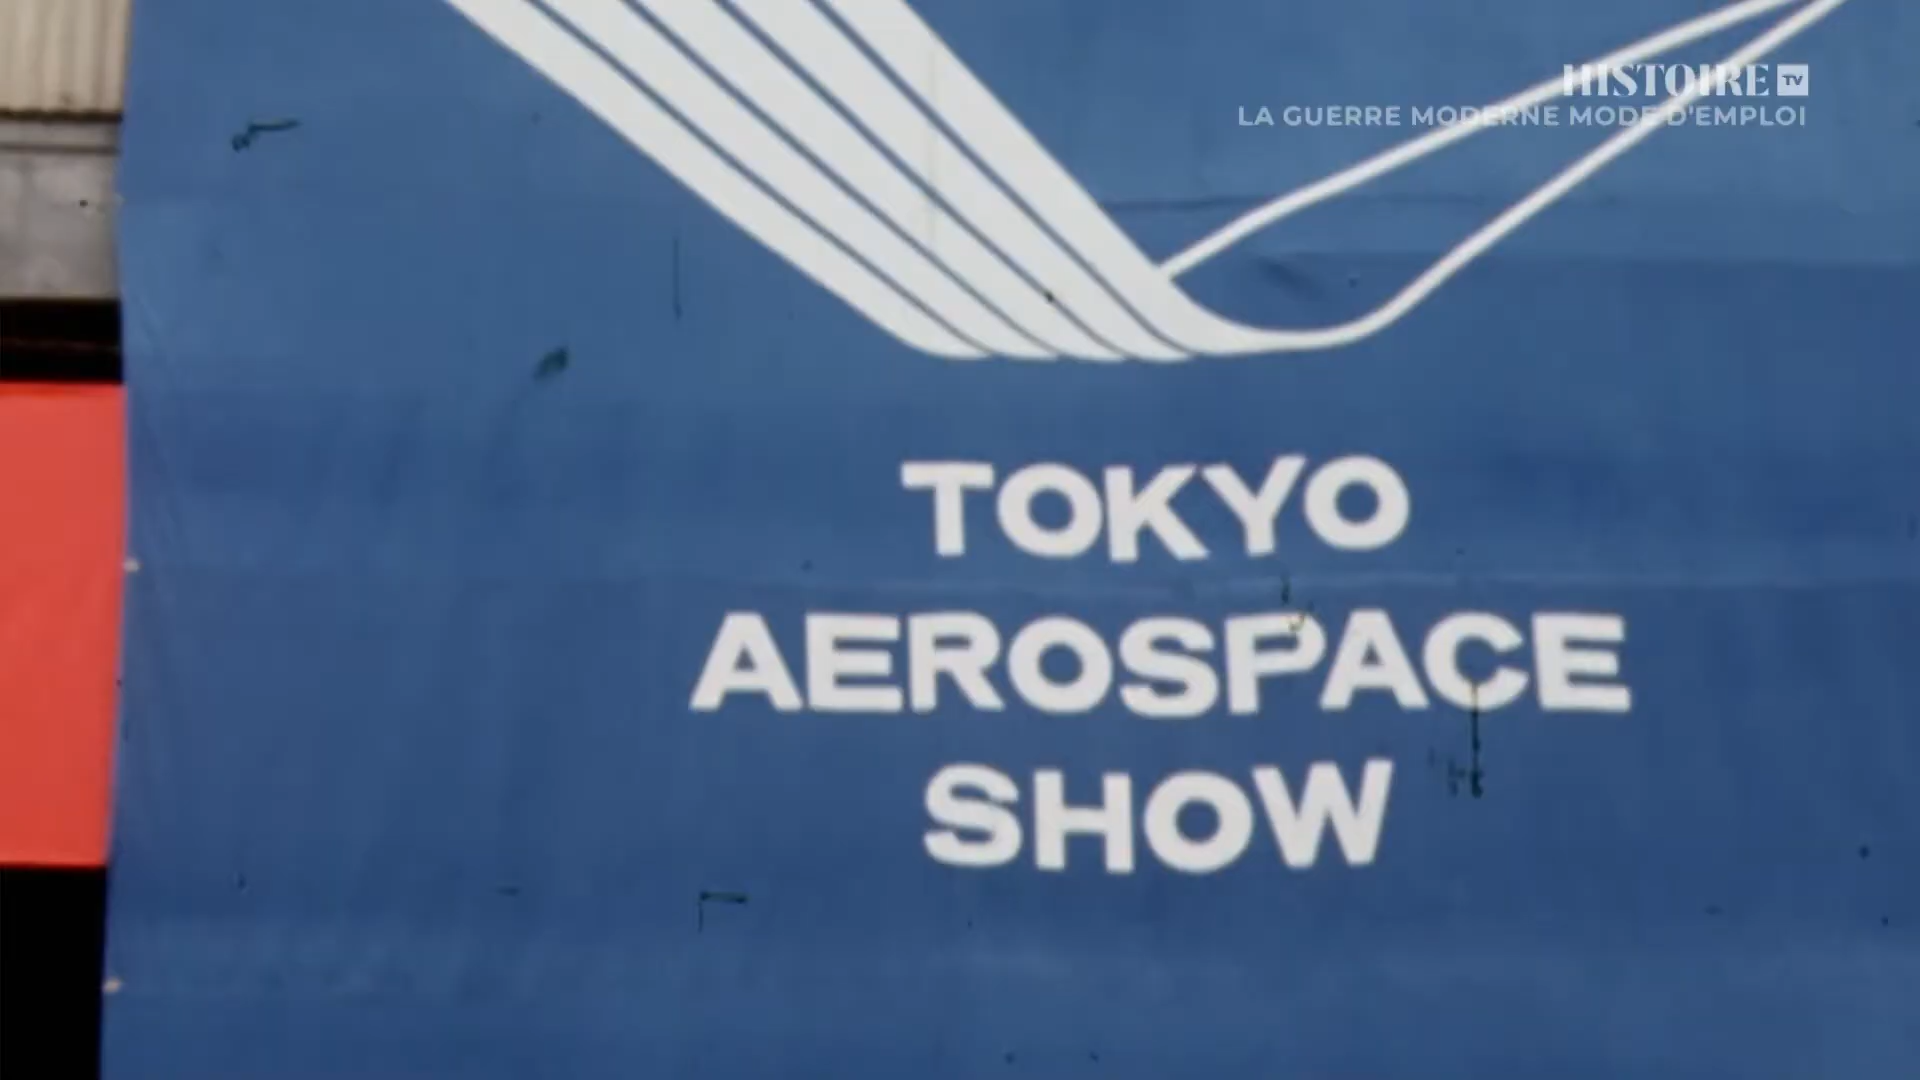 HISTOIRE TV
LA GUERRE MODERNE MODE D'EMPLOI
TOKYO
AEROSPACE
SHOW